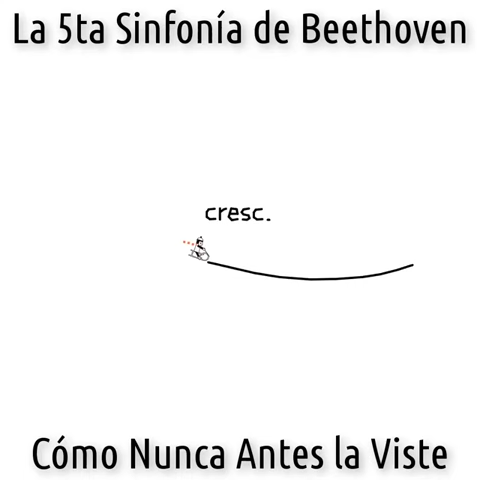 La 5ta Sinfonía de Beethoven
cresc.
Cómo Nunca Antes la Viste